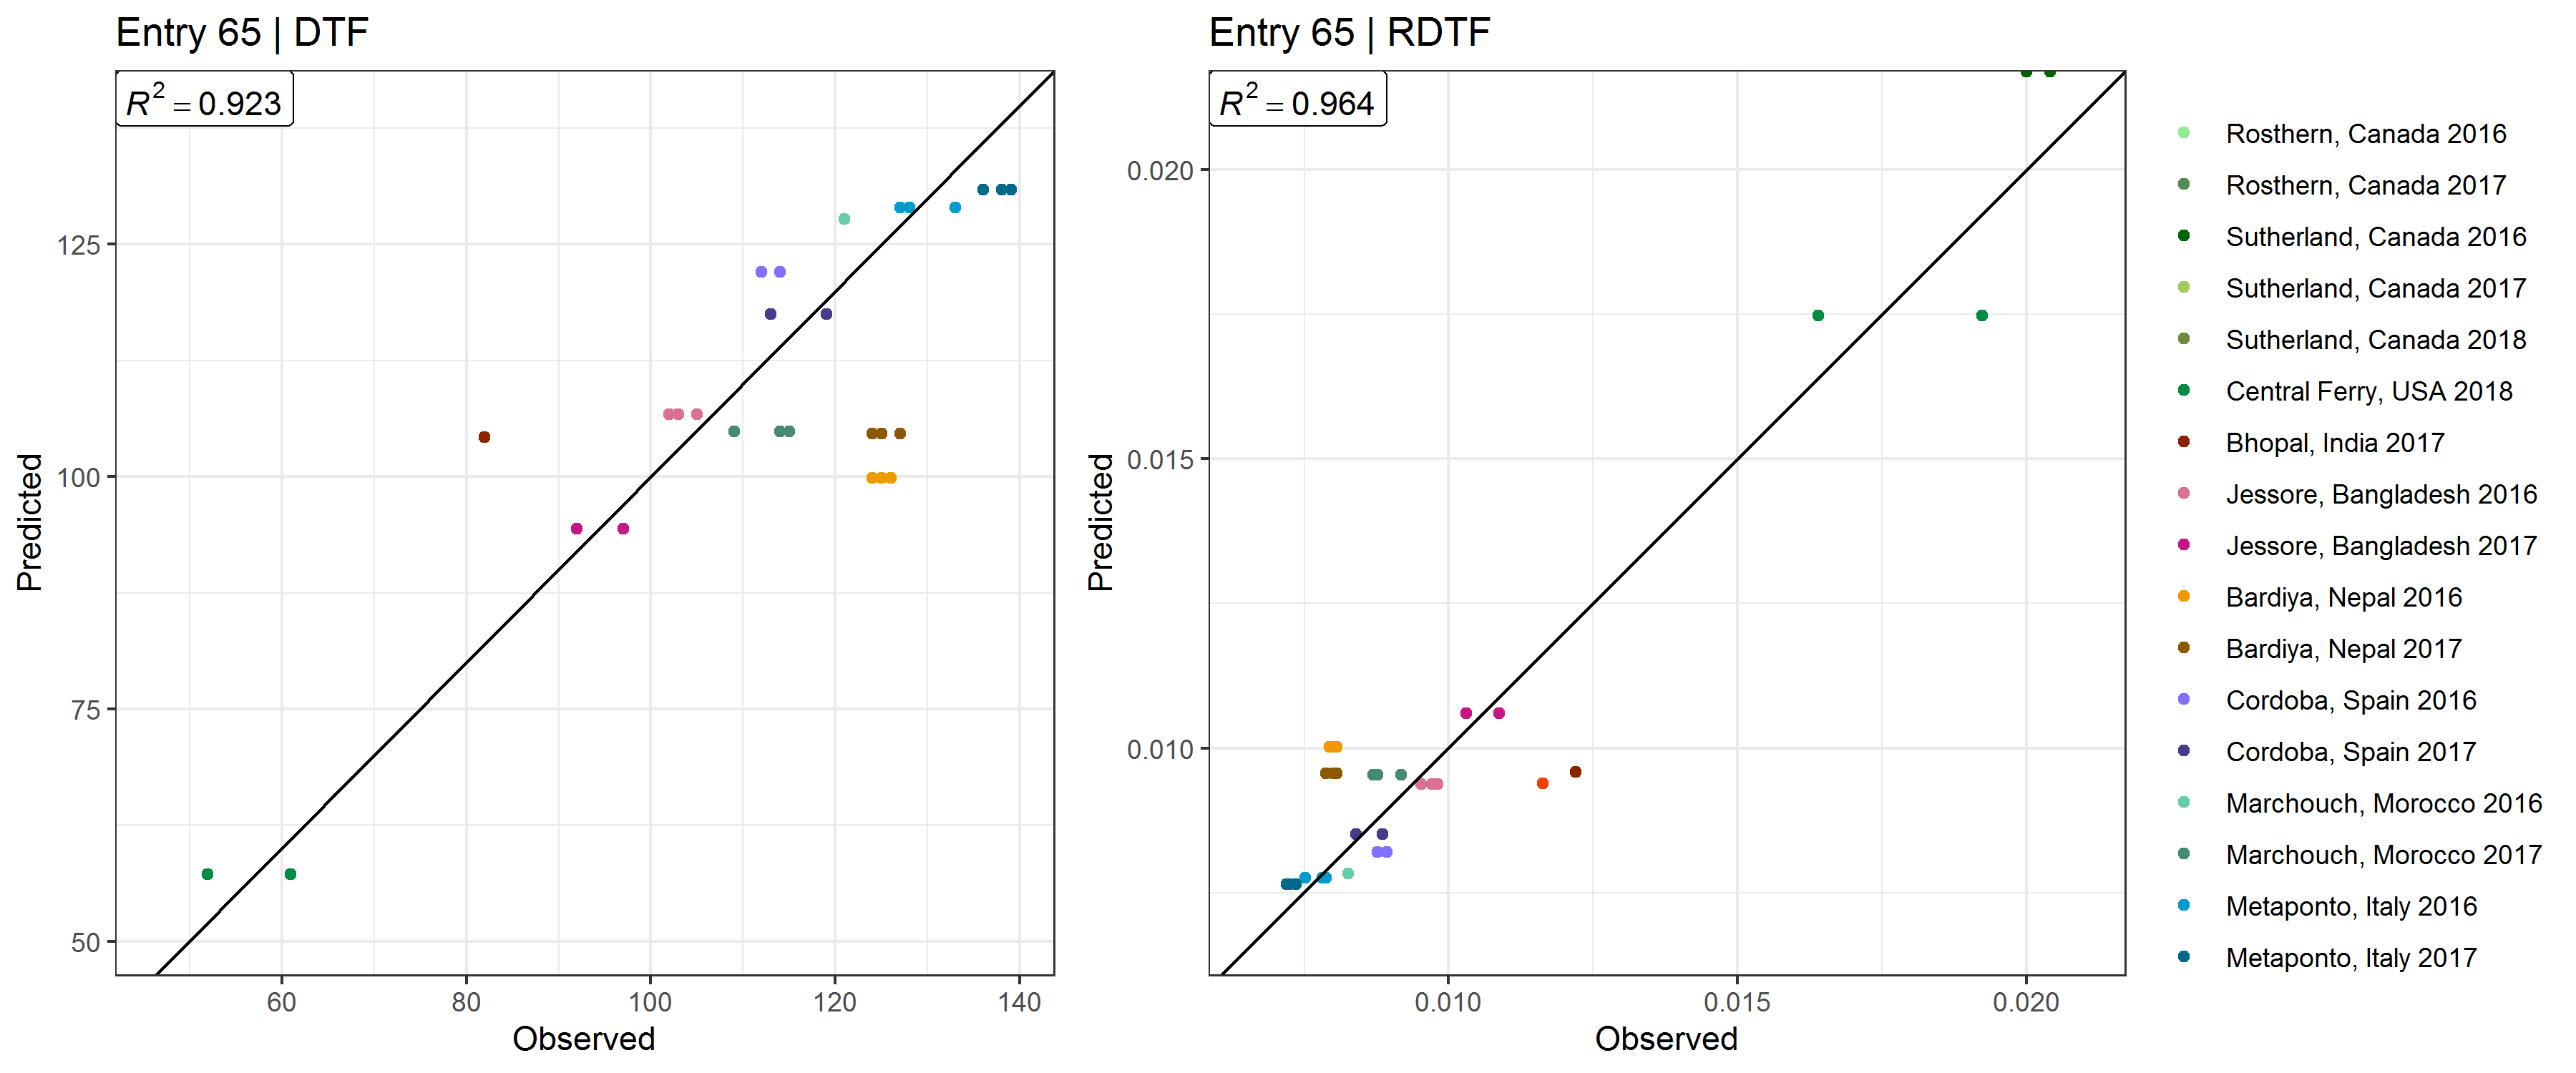 Entry 65 | DTF
R² = 0.923
125
100
75
50
Predicted
60 80 100 120 140
Observed
Entry 65 | RDTF
R² = 0.964
0.020
0.015
0.010
Predicted
0.010 0.015 0.020
Observed
Rosthern, Canada 2016
Rosthern, Canada 2017
Sutherland, Canada 2016
Sutherland, Canada 2017
Sutherland, Canada 2018
Central Ferry, USA 2018
Bhopal, India 2017
Jessore, Bangladesh 2016
Jessore, Bangladesh 2017
Bardiya, Nepal 2016
Bardiya, Nepal 2017
Cordoba, Spain 2016
Cordoba, Spain 2017
Marchouch, Morocco 2016
Marchouch, Morocco 2017
Metaponto, Italy 2016
Metaponto, Italy 2017